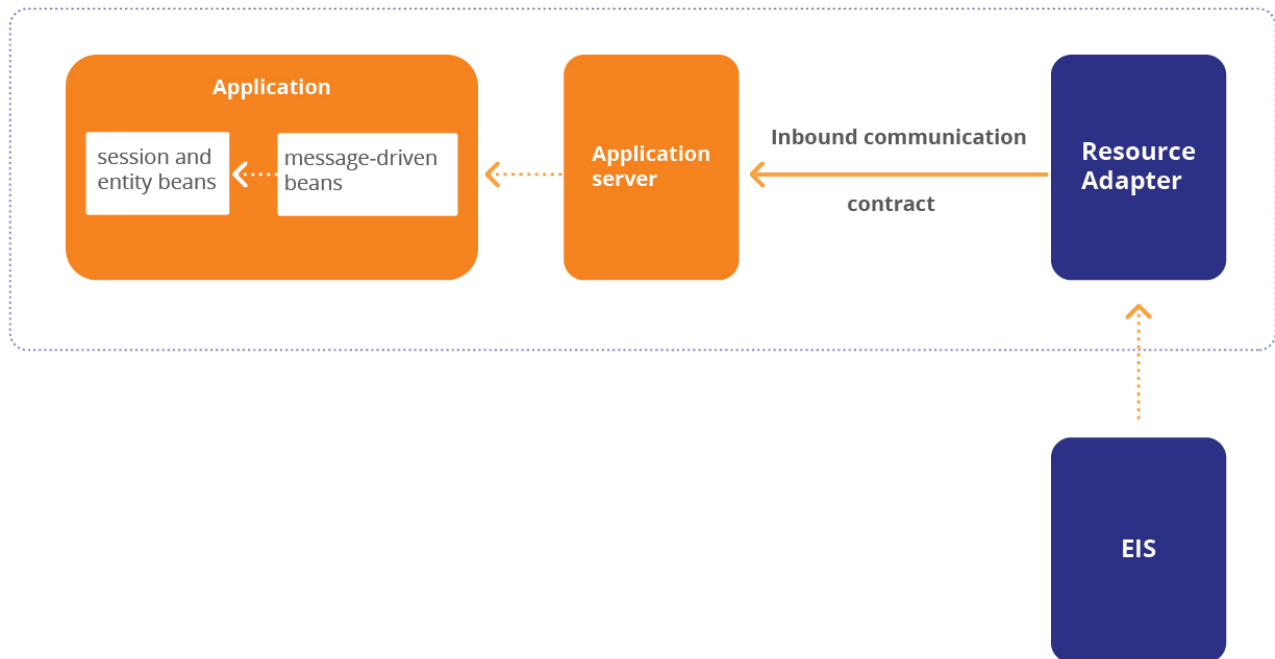 Application
session and
entity beans
message-driven
beans
Application
server
Inbound communication
contract
Resource
Adapter
EIS